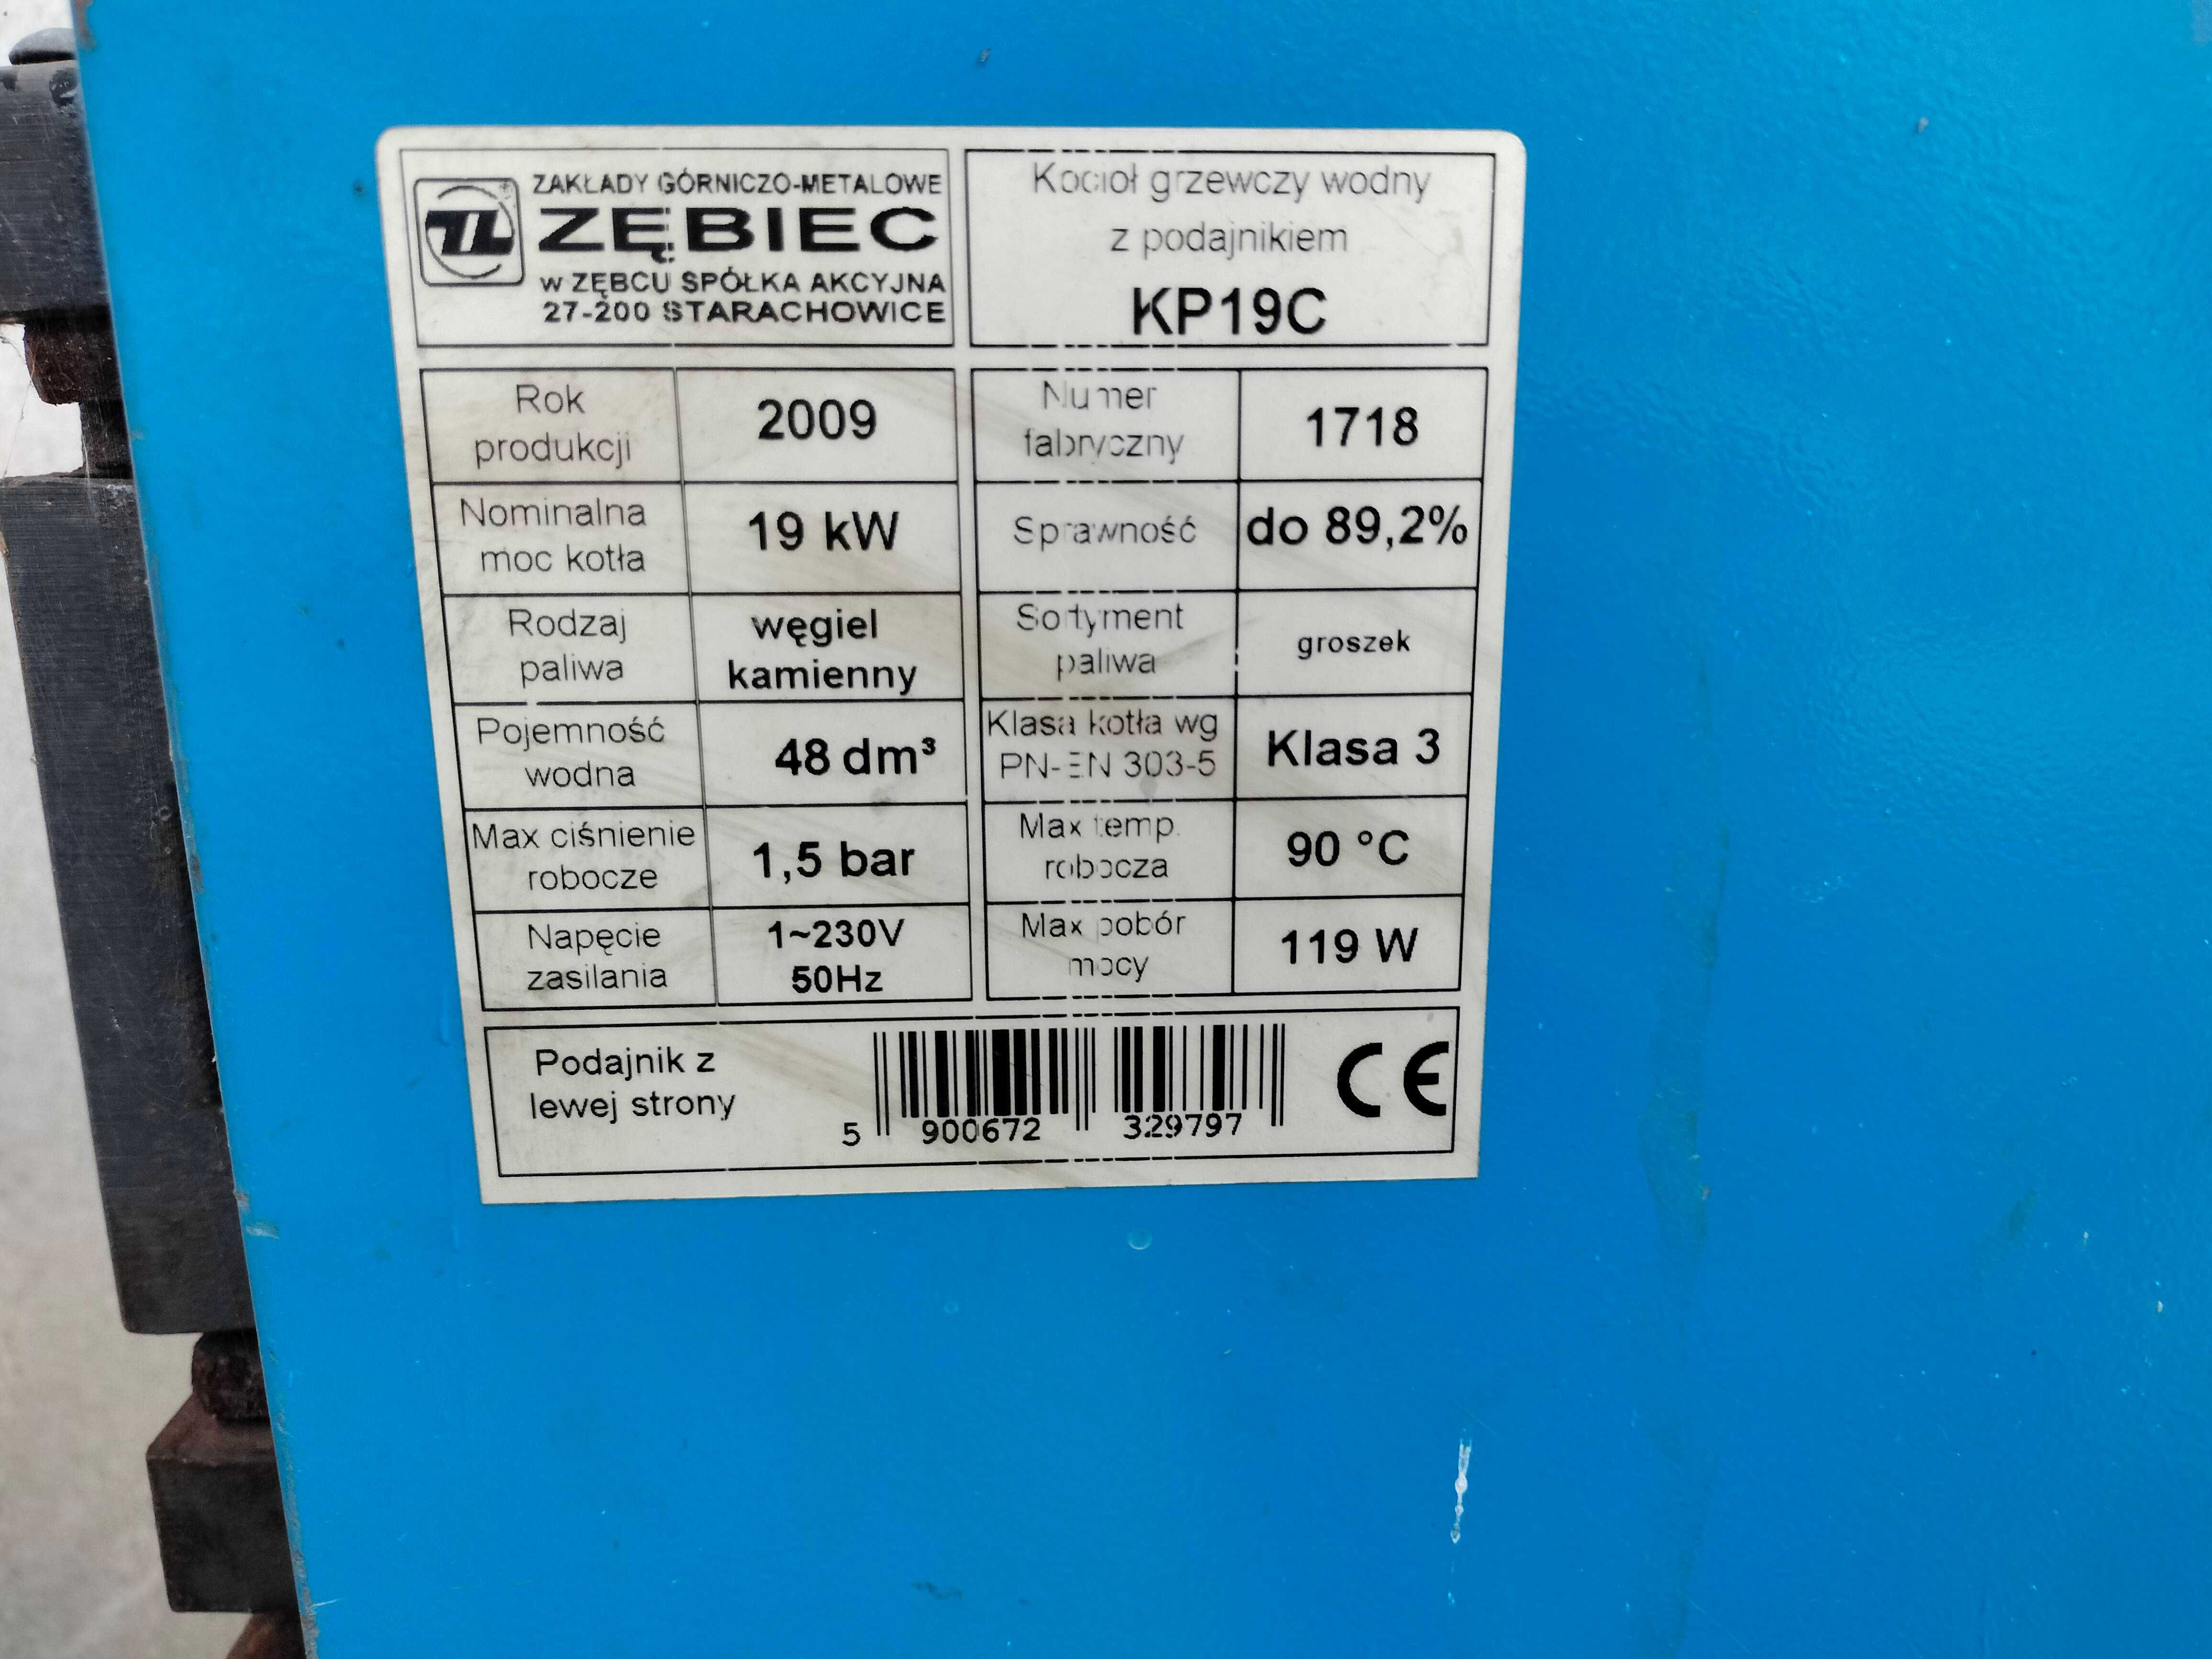 ZAKŁADY GÓRNICZO-METALOWE
ZĘBIEC
w ZĘBCU SPÓŁKA AKCYJNA
27-200 STARACHOWICE
Kocioł grzewczy wodny
z podajnikiem
KP19C
Rok
produkcji
2009
Numer
fabryczny
1718
Nominalna
moc kotła
19 kW
Sprawność
do 89,2%
Rodzaj
paliwa
węgiel
kamienny
Sortyment
paliwa
groszek
Pojemność
wodna
48 dm³
Klasa kotła wg
PN-EN 303-5
Klasa 3
Max ciśnienie
robocze
1,5 bar
Max temp.
robocza
90 °C
Napęcie
zasilania
1~230V
50Hz
Max pobór
mocy
119 W
Podajnik z
lewej strony
5 900672 329797
CE